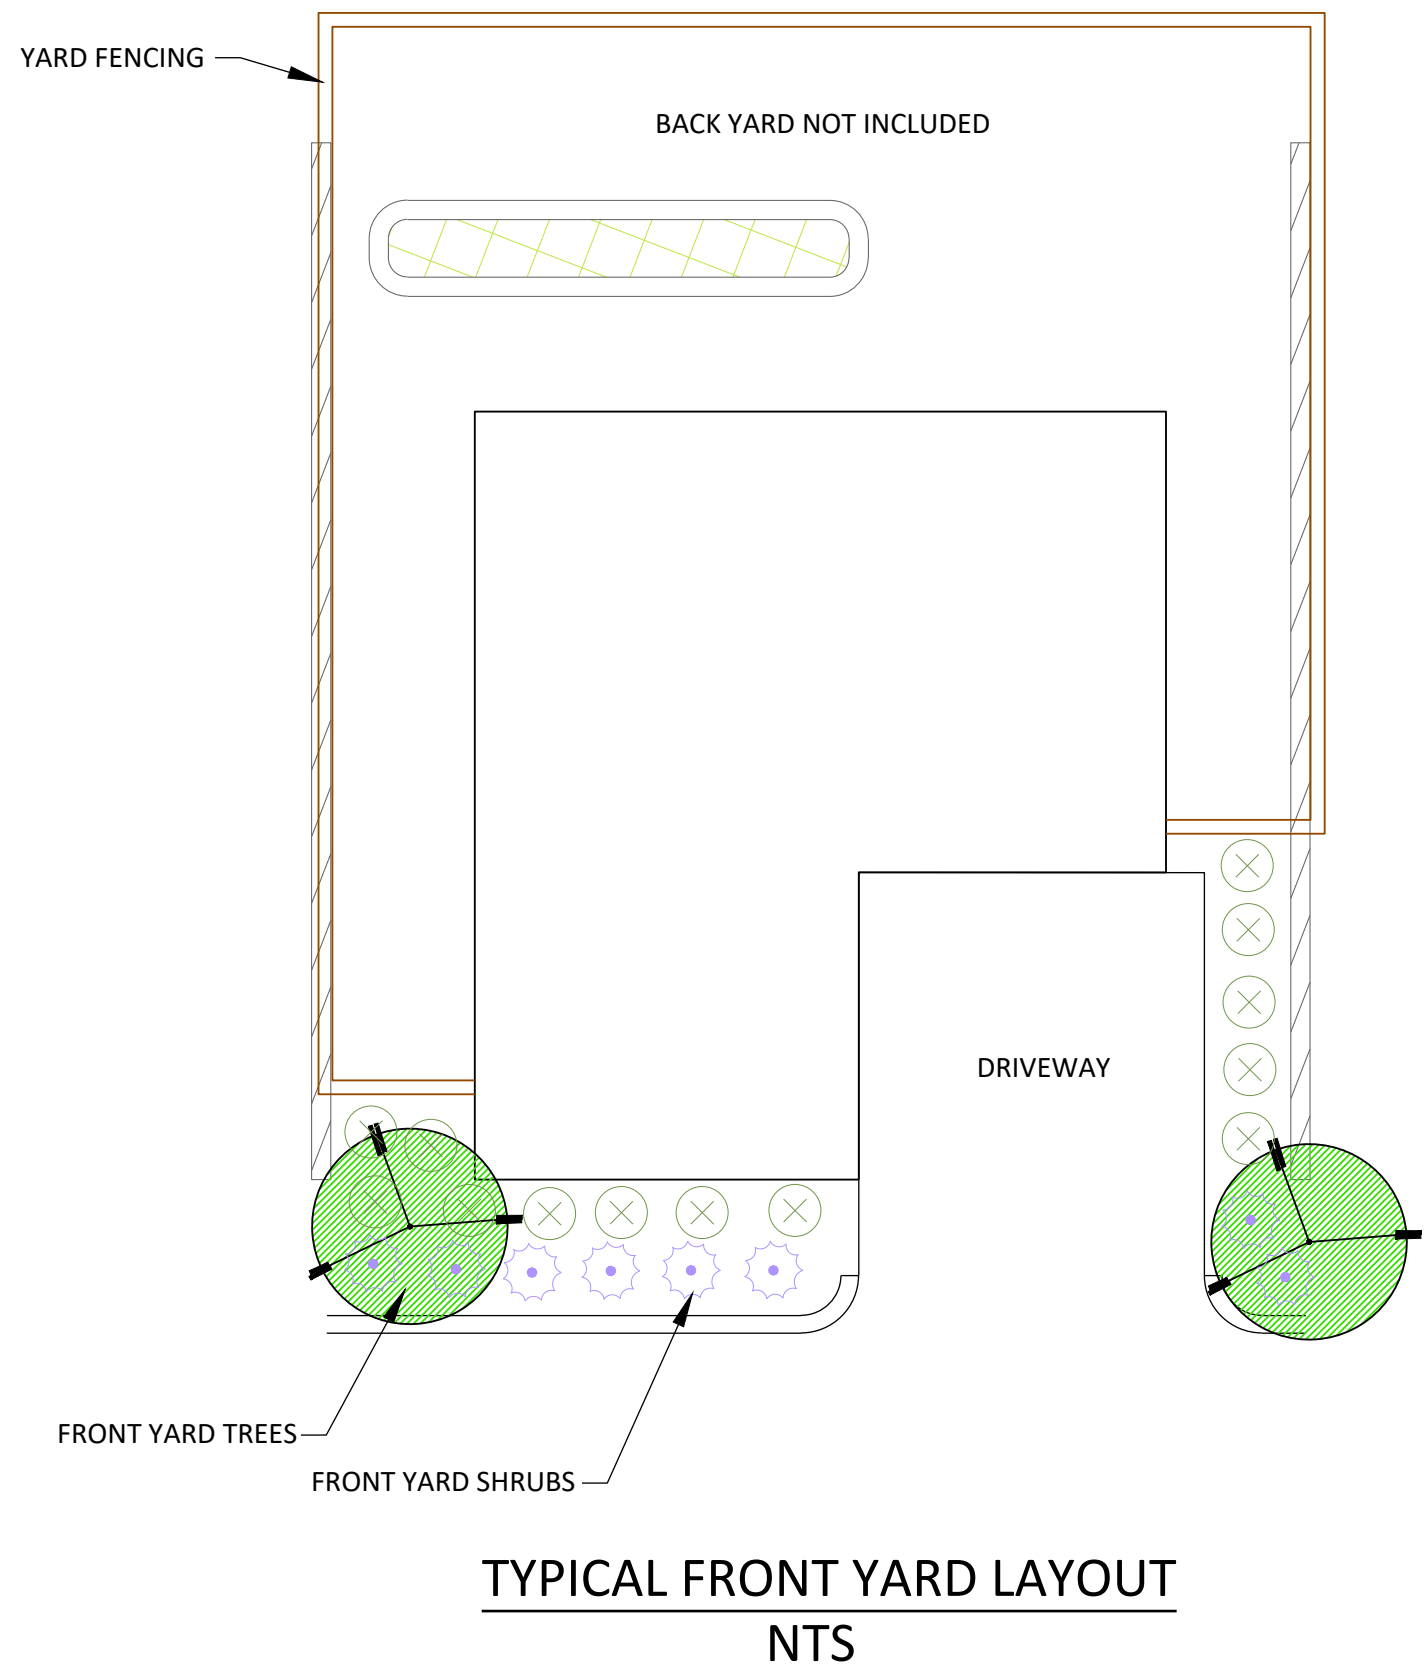 YARD FENCING
BACK YARD NOT INCLUDED
DRIVEWAY
FRONT YARD TREES
FRONT YARD SHRUBS
TYPICAL FRONT YARD LAYOUT
NTS